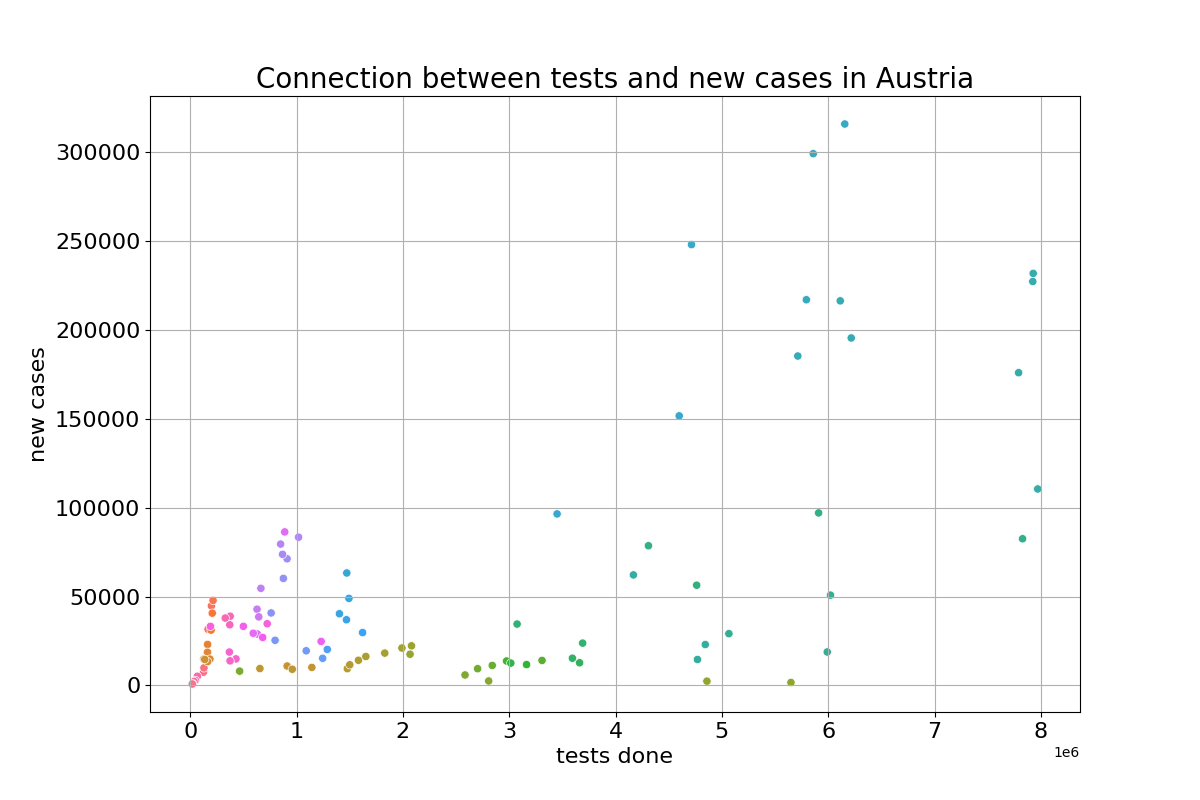 Connection between tests and new cases in Austria
300000
250000
200000
150000
100000
50000
0
new cases
0 1 2 3 4 5 6 7 8
1e6
tests done